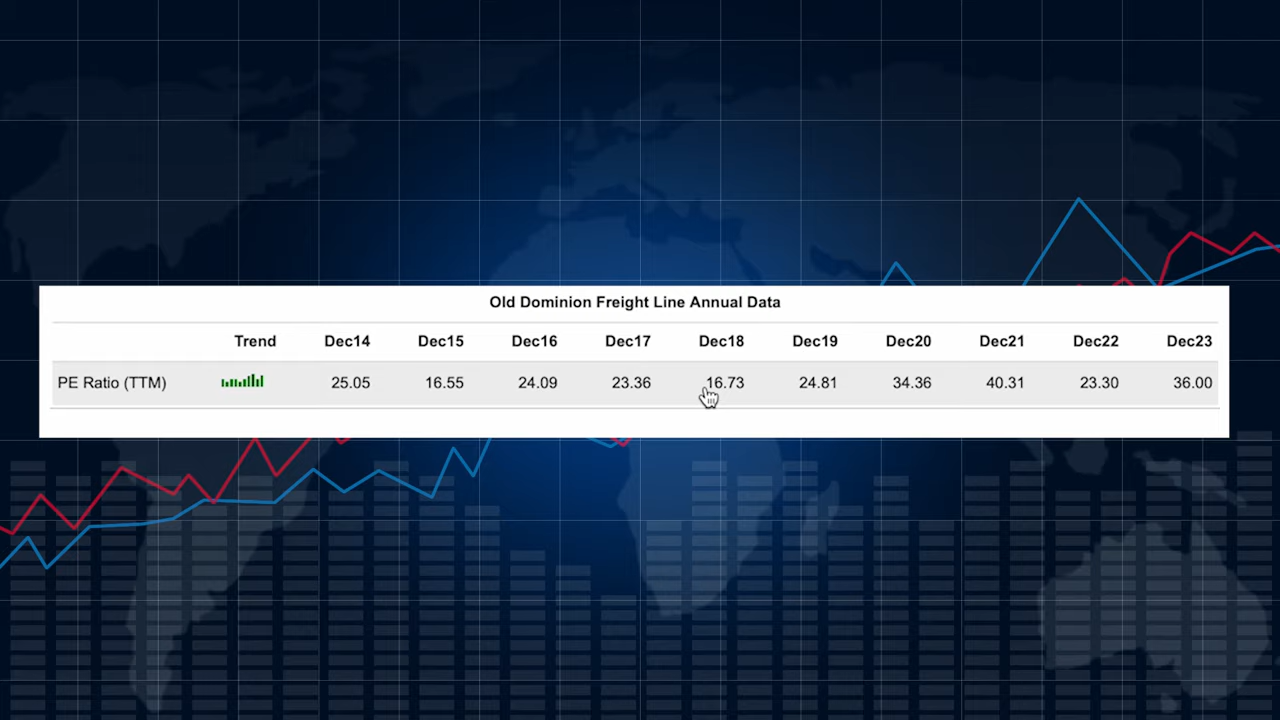 Old Dominion Freight Line Annual Data
Trend Dec14 Dec15 Dec16 Dec17 Dec18 Dec19 Dec20 Dec21 Dec22 Dec23
PE Ratio (TTM) 25.05 16.55 24.09 23.36 16.73 24.81 34.36 40.31 23.30 36.00